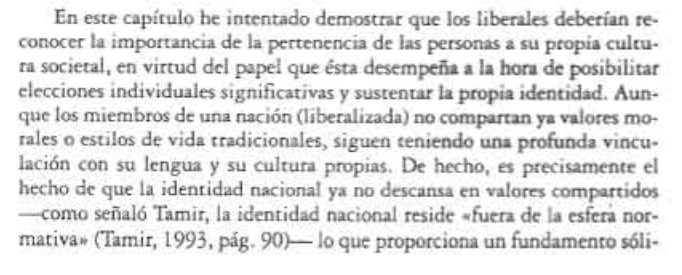 En este capítulo he intentado demostrar que los liberales deberían re-
conocer la importancia de la pertenencia de las personas a su propia cultu-
ra societal, en virtud del papel que ésta desempeña a la hora de posibilitar
elecciones individuales significativas y sustentar la propia identidad. Aun-
que los miembros de una nación (liberalizada) no compartan ya valores mo-
rales o estilos de vida tradicionales, siguen teniendo una profunda vincu-
lación con su lengua y su cultura propias. De hecho, es precisamente el
hecho de que la identidad nacional ya no descansa en valores compartidos
—como señaló Tamir, la identidad nacional reside «fuera de la esfera nor-
mativa» (Tamir, 1993, pág. 90)— lo que proporciona un fundamento sóli-